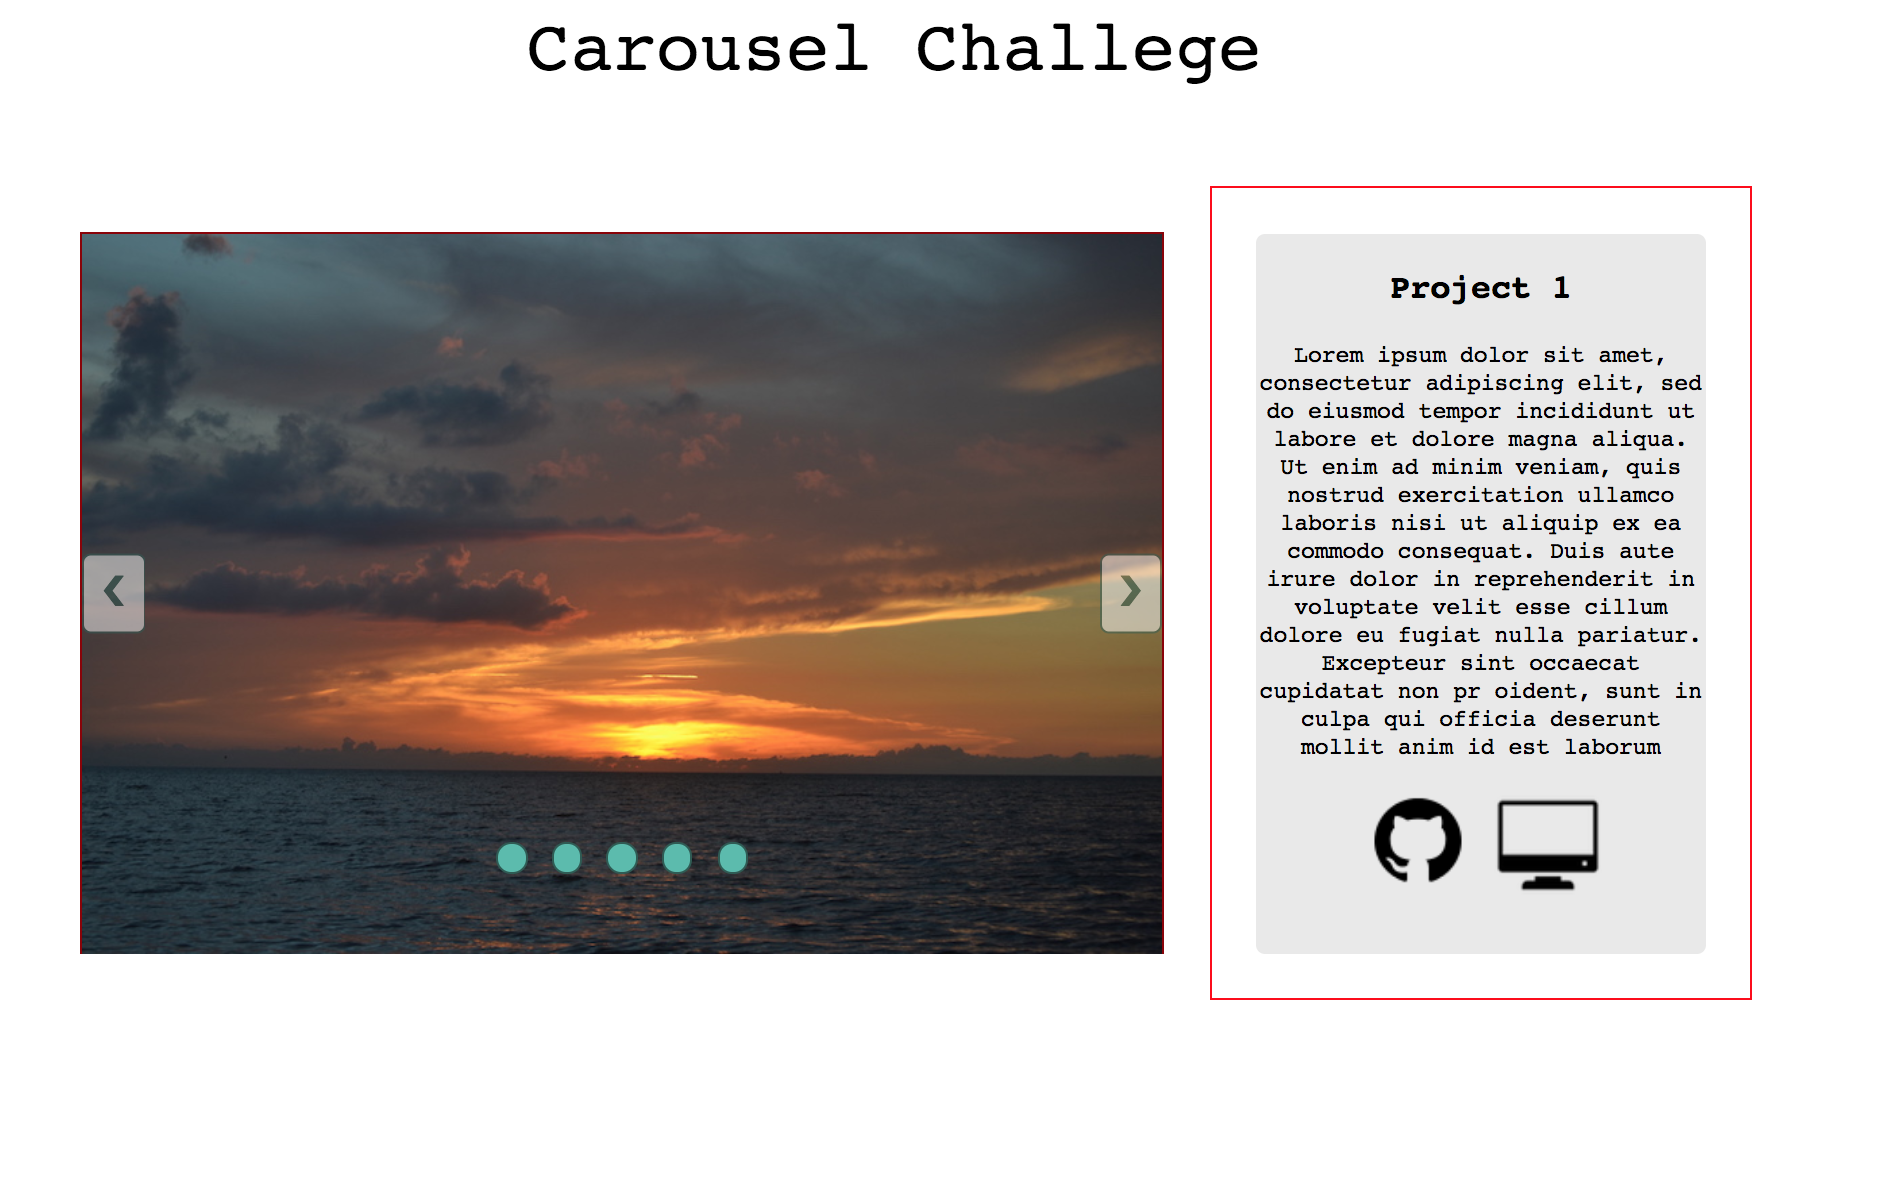 Carousel Challege
❮
❯
Project 1
Lorem ipsum dolor sit amet,
consectetur adipiscing elit, sed
do eiusmod tempor incididunt ut
labore et dolore magna aliqua.
Ut enim ad minim veniam, quis
nostrud exercitation ullamco
laboris nisi ut aliquip ex ea
commodo consequat. Duis aute
irure dolor in reprehenderit in
voluptate velit esse cillum
dolore eu fugiat nulla pariatur.
Excepteur sint occaecat
cupidatat non pr oident, sunt in
culpa qui officia deserunt
mollit anim id est laborum